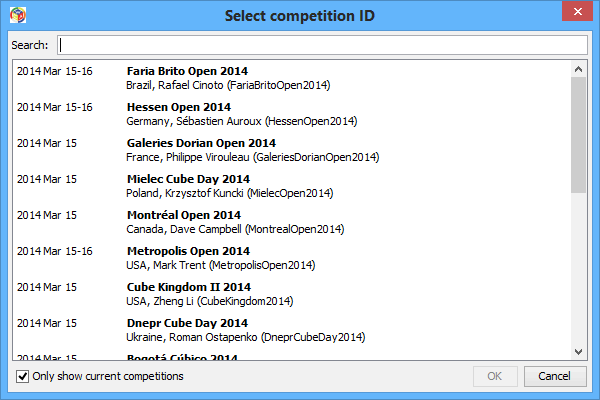 Select competition ID
Search:
2014 Mar 15-16 Faria Brito Open 2014
Brazil, Rafael Cinoto (FariaBritoOpen2014)
2014 Mar 15-16 Hessen Open 2014
Germany, Sébastien Auroux (HessenOpen2014)
2014 Mar 15 Galeries Dorian Open 2014
France, Philippe Virouleau (GaleriesDorianOpen2014)
2014 Mar 15 Mielec Cube Day 2014
Poland, Krzysztof Kuncki (MielecOpen2014)
2014 Mar 15 Montréal Open 2014
Canada, Dave Campbell (MontrealOpen2014)
2014 Mar 15-16 Metropolis Open 2014
USA, Mark Trent (MetropolisOpen2014)
2014 Mar 15 Cube Kingdom II 2014
USA, Zheng Li (CubeKingdom2014)
2014 Mar 15 Dnepr Cube Day 2014
Ukraine, Roman Ostapenko (DneprCubeDay2014)
2014 Mar 15 Bogotá Cúbico 2014
Only show current competitions
OK Cancel